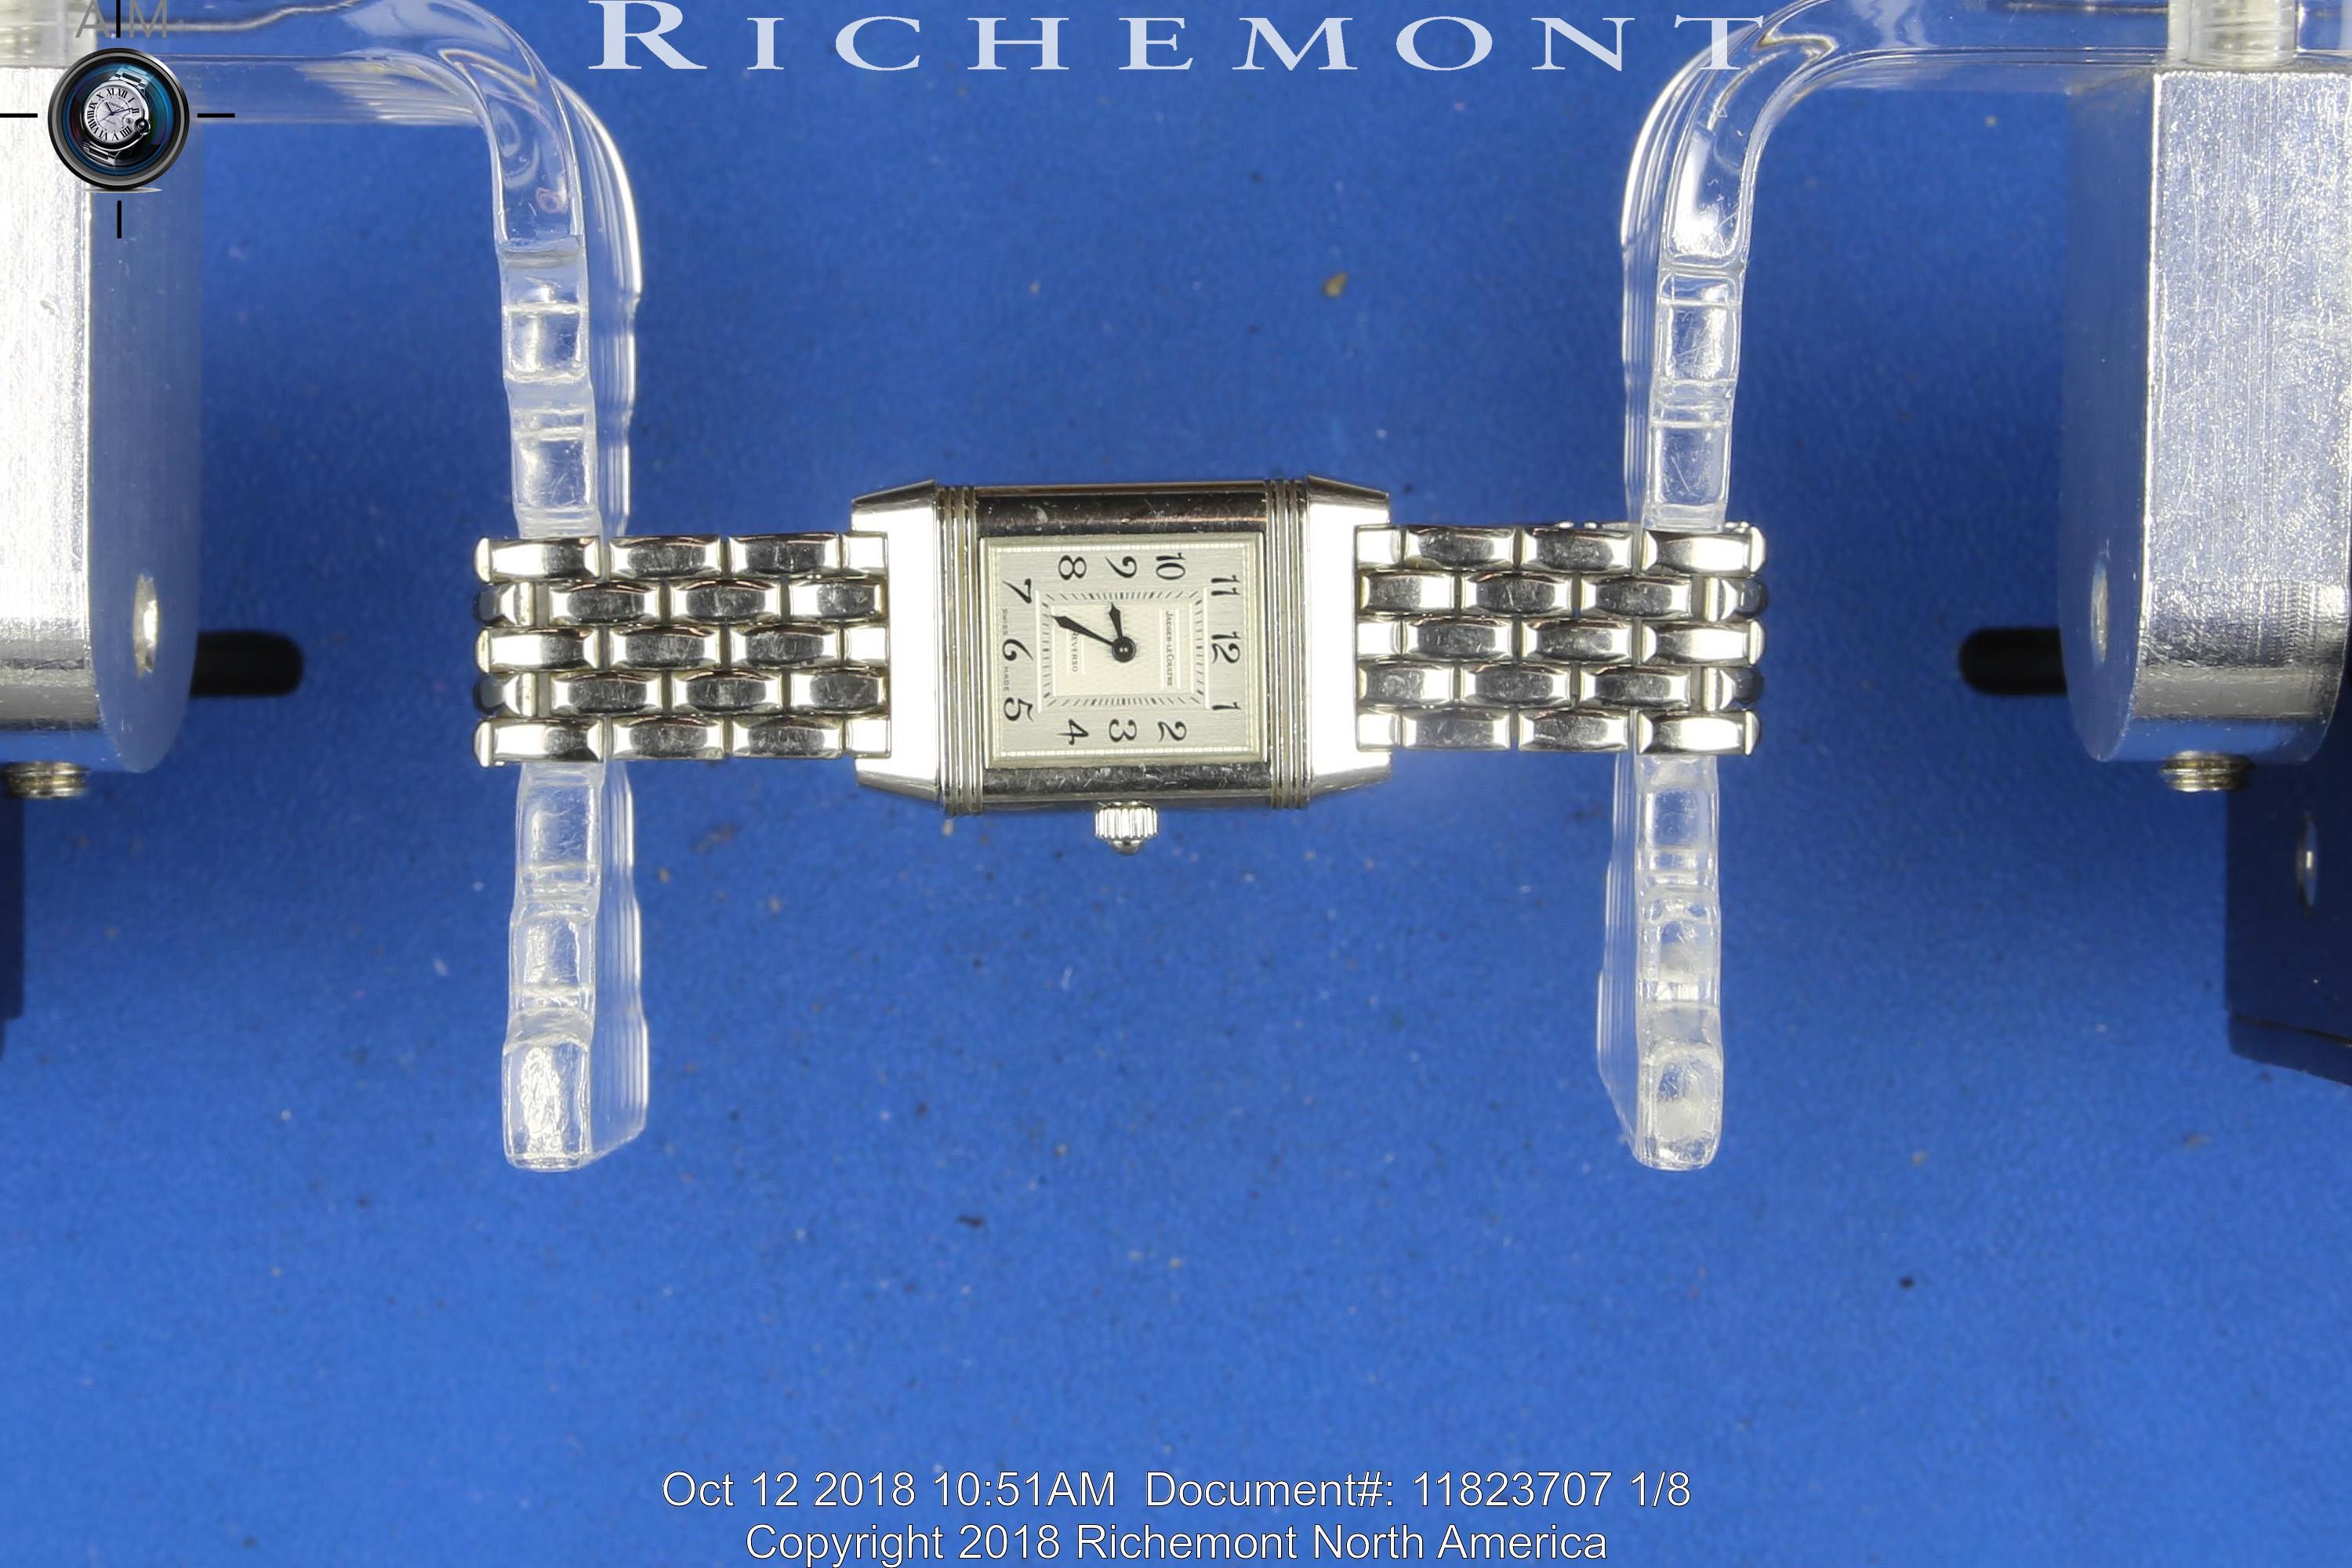 AIM
RICHEMONT
10
9
8
11
7
12
JAEGER-LECOULTRE
REVERSO
6
SWISS MADE
1
5
2
3
4
Oct 12 2018 10:51AM Document#: 11823707 1/8
Copyright 2018 Richemont North America